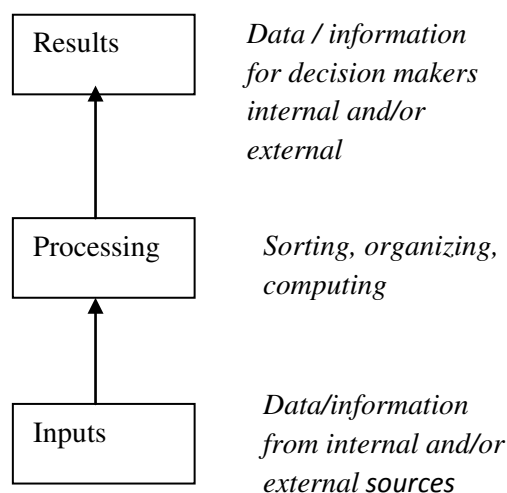 Results
Data / information
for decision makers
internal and/or
external
Processing
Sorting, organizing,
computing
Inputs
Data/information
from internal and/or
external sources